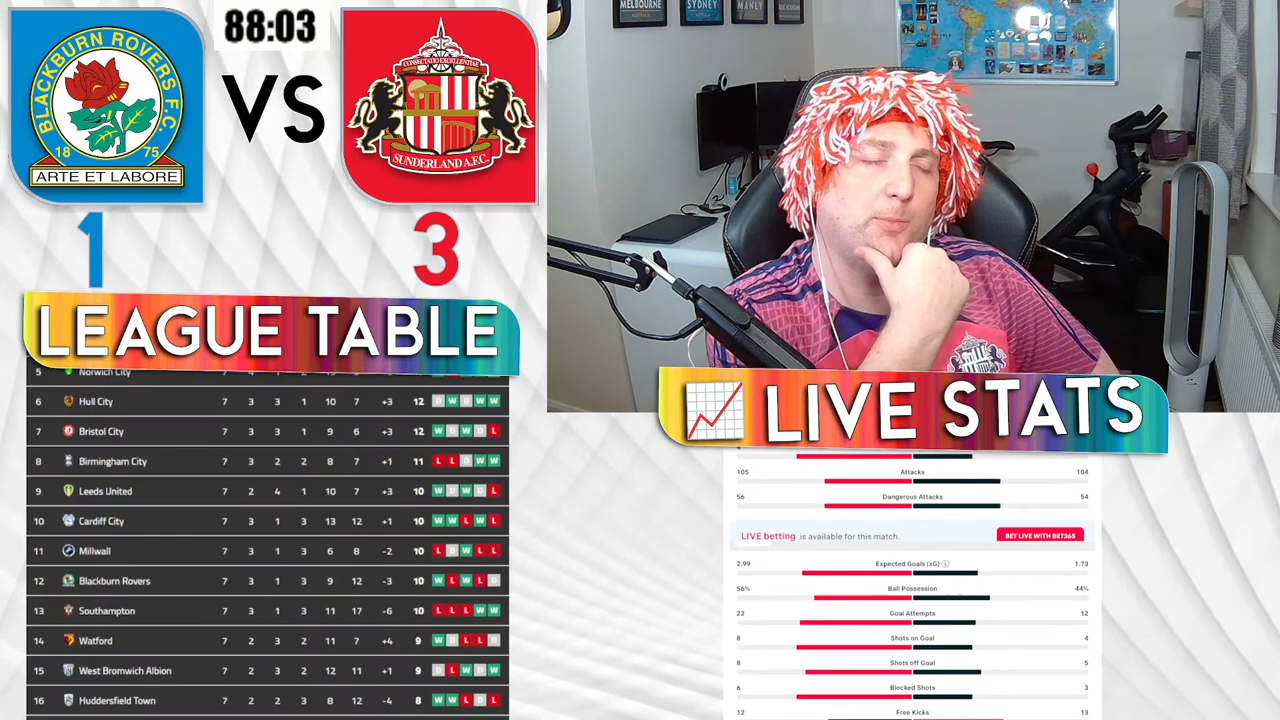 BLACKBURN ROVERS F.C.
18 75
ARTE ET LABORE
88:03
VS
CONSECTATIO EXCELLENTIAE
SUNDERLAND A.F.C.
1
3
MELBOURNE
AUSTRALIA
SYDNEY
MANLY
LEAGUE TABLE
5 Norwich City 7
6 Hull City 7 3 3 1 10 7 +3 12 D W D W W
7 Bristol City 7 3 3 1 9 6 +3 12 W D W D L
8 Birmingham City 7 3 2 2 8 7 +1 11 L L D W W
9 Leeds United 7 2 4 1 10 7 +3 10 W D W D L
10 Cardiff City 7 3 1 3 13 12 +1 10 W W L W L
11 Millwall 7 3 1 3 6 8 -2 10 L D W L L
12 Blackburn Rovers 7 3 1 3 9 12 -3 10 W L W L D
13 Southampton 7 3 1 3 11 17 -6 10 L L L W W
14 Watford 7 2 3 2 11 7 +4 9 W D L L D
15 West Bromwich Albion 7 2 3 2 12 11 +1 9 D L W D W
16 Huddersfield Town 2 2 3 8 12 -4 8 W W L D L
LIVE STATS
105 Attacks 104
56 Dangerous Attacks 54
LIVE betting is available for this match. BET LIVE WITH BET365
2.99 Expected Goals (xG) 1.73
56% Ball Possession 44%
22 Goal Attempts 12
8 Shots on Goal 4
8 Shots off Goal 5
6 Blocked Shots 3
12 Free Kicks 13